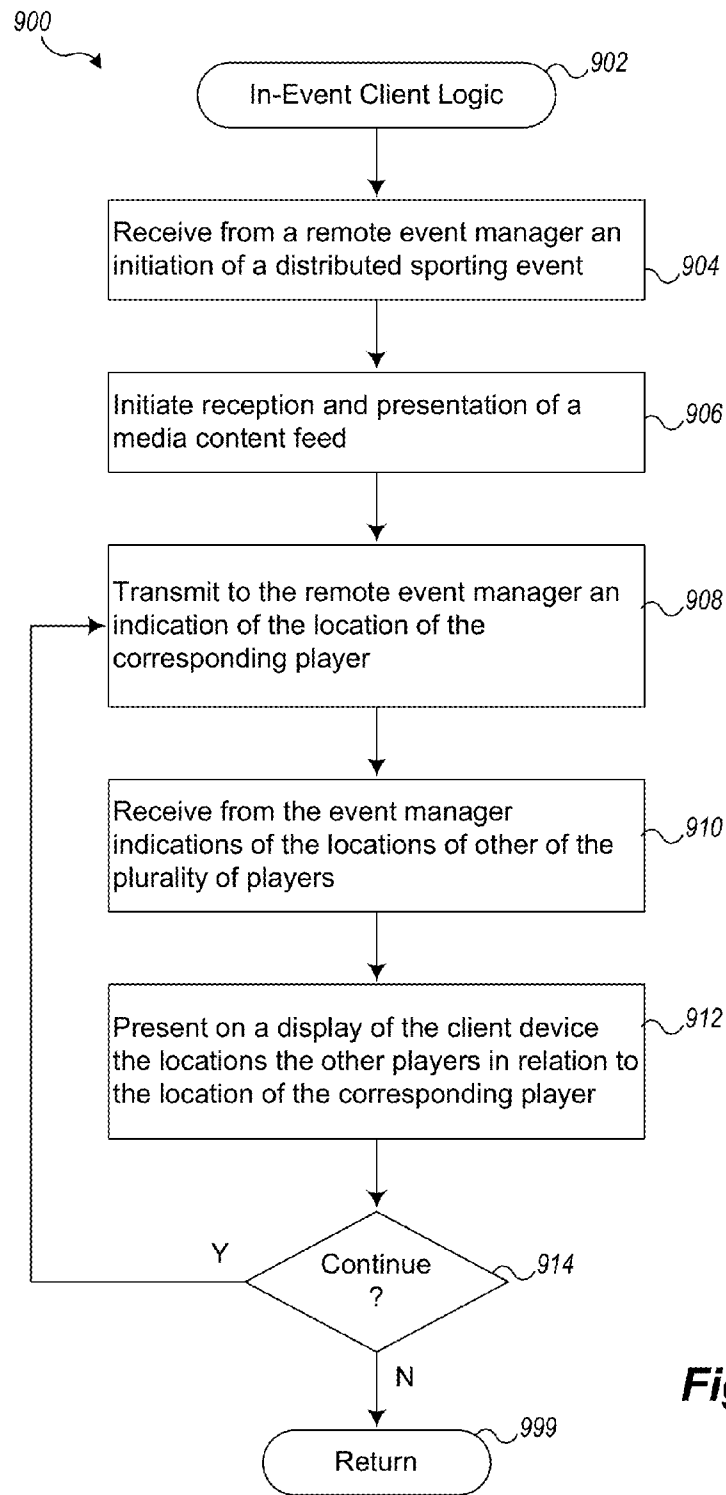 900
902
In-Event Client Logic
Receive from a remote event manager an
initiation of a distributed sporting event
904
Initiate reception and presentation of a
media content feed
906
Transmit to the remote event manager an
indication of the location of the
corresponding player
908
Receive from the event manager
indications of the locations of other of the
plurality of players
910
Present on a display of the client device
the locations the other players in relation to
the location of the corresponding player
912
Y
Continue
?
914
N
Return
999